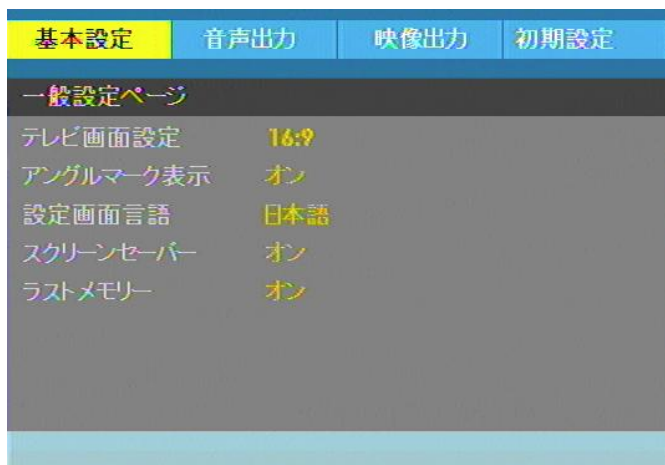 基本設定 音声出力 映像出力 初期設定
一般設定ページ
テレビ画面設定 16:9
アングルマーク表示 オン
設定画面言語 日本語
スクリーンセーバー オン
ラストメモリー オン